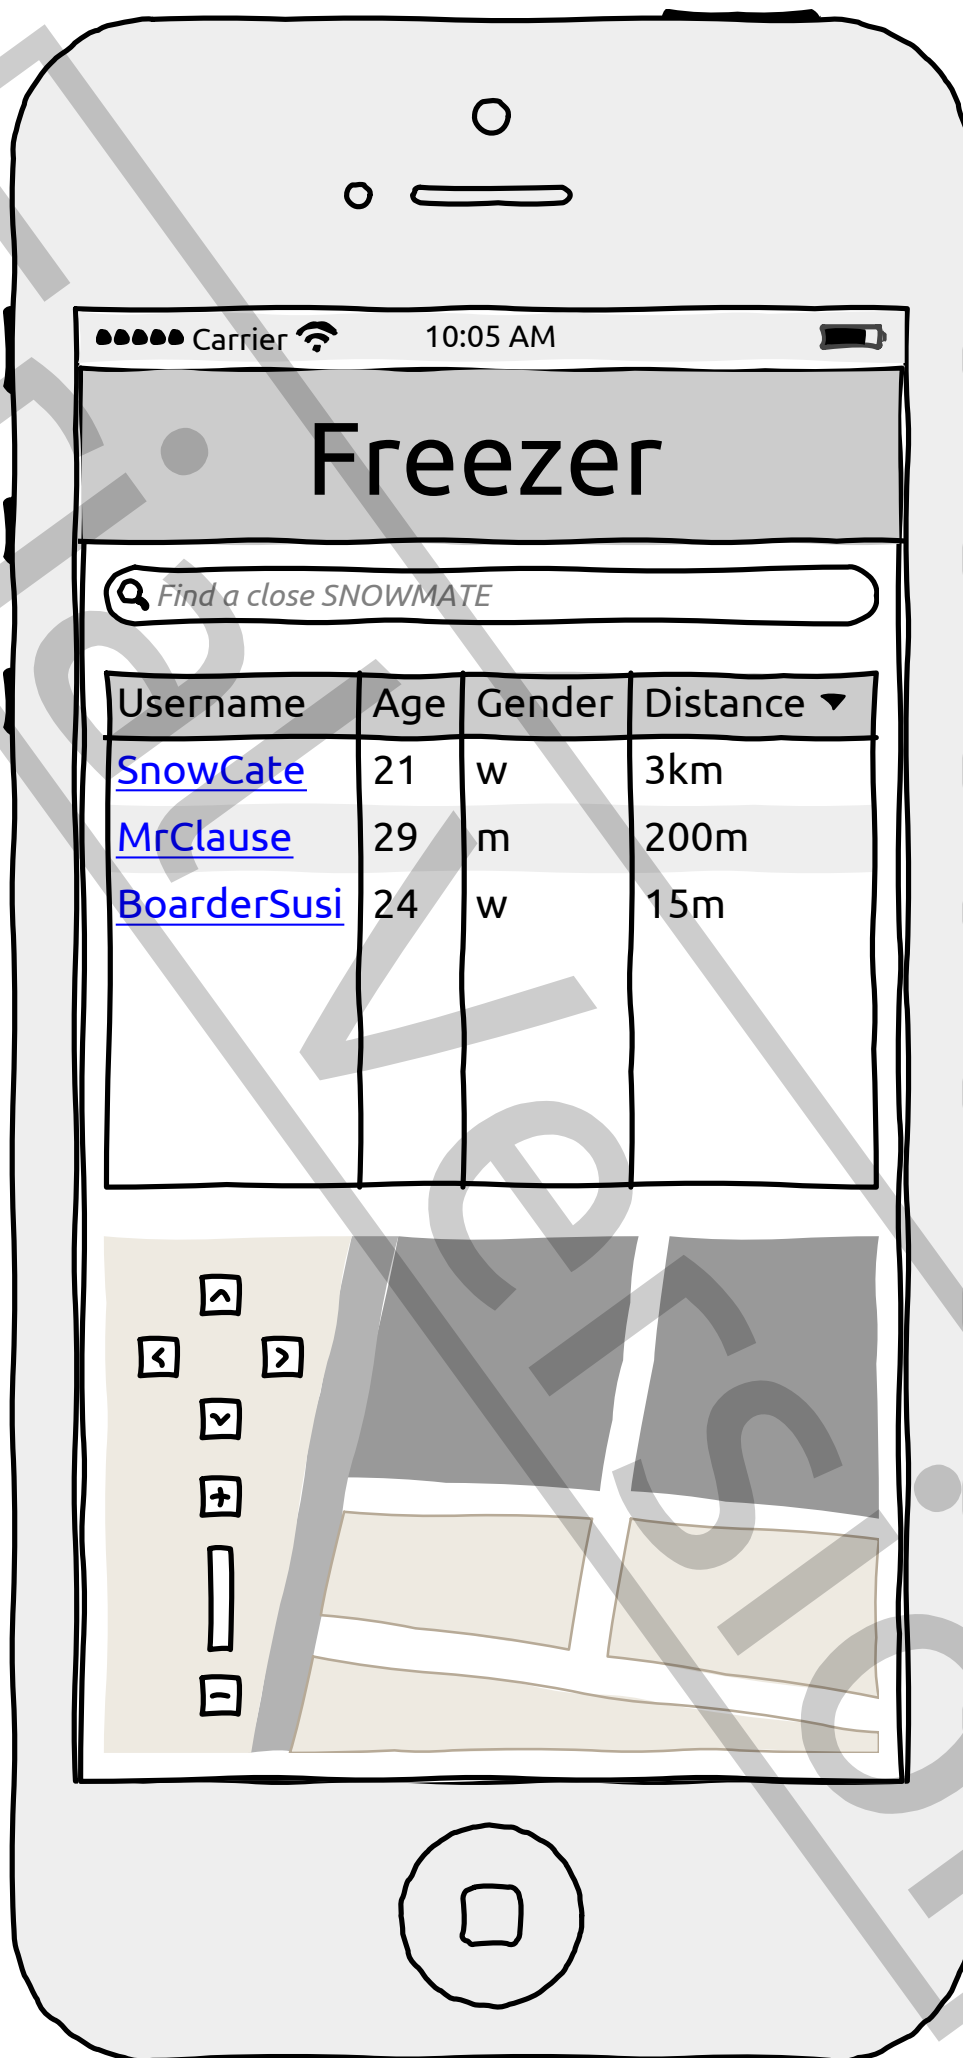 Carrier 10:05 AM
Freezer
Find a close SNOWMATE
Username Age Gender Distance
SnowCate 21 w 3km
MrClause 29 m 200m
BoarderSusi 24 w 15m